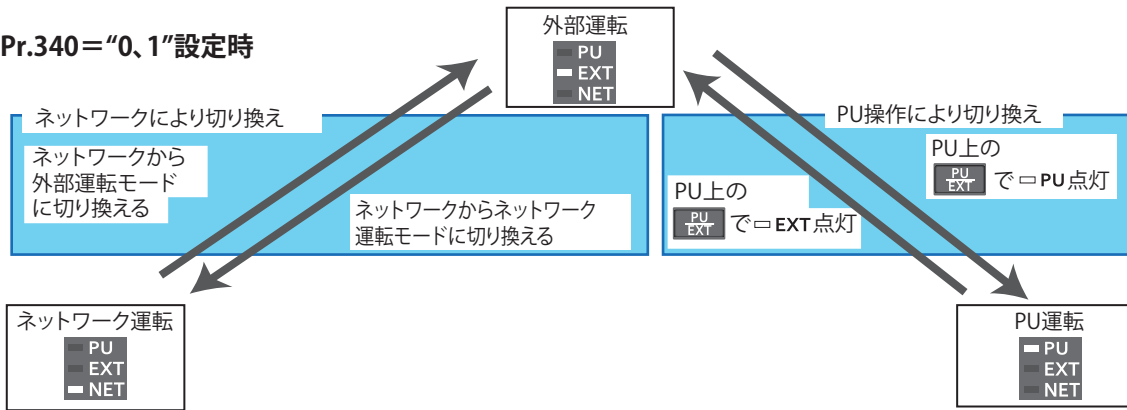 Pr.340＝“0、1”設定時
外部運転
PU
EXT
NET
ネットワークにより切り換え
ネットワークから
外部運転モード
に切り換える
ネットワークからネットワーク
運転モードに切り換える
PU操作により切り換え
PU上の
PU
EXT で EXT点灯
PU上の
PU
EXT で PU点灯
ネットワーク運転
PU
EXT
NET
PU運転
PU
EXT
NET